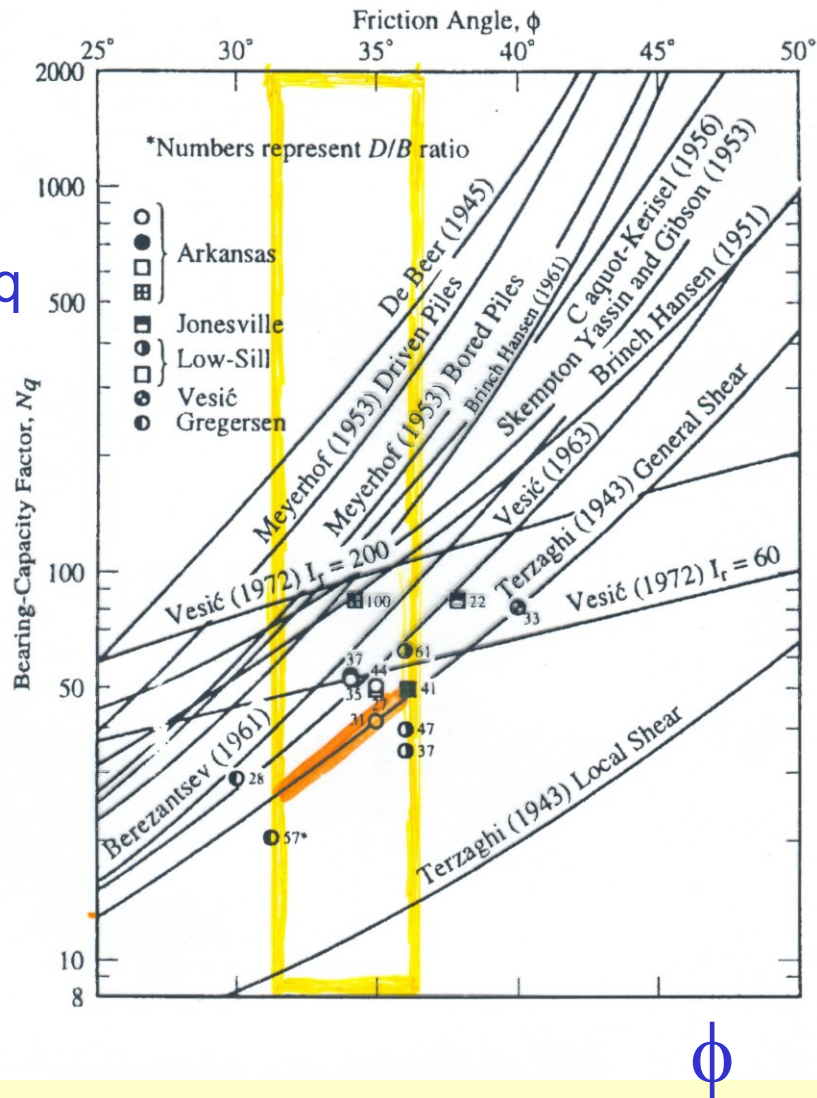 Friction Angle, ϕ
25° 30° 35° 40° 45° 50°
2000
1000
500
100
50
10
8
Bearing-Capacity Factor, Nq
q
*Numbers represent D/B ratio
Arkansas
Jonesville
Low-Sill
Vesić
Gregersen
De Beer (1945)
Meyerhof (1953) Driven Piles
Meyerhof (1953) Bored Piles
Brinch Hansen (1961)
Caquot-Kerisel (1956)
Skempton Yassin and Gibson (1953)
Brinch Hansen (1951)
Vesić (1963)
Terzaghi (1943) General Shear
Vesić (1972) Ir = 200
Vesić (1972) Ir = 60
Berezantsev (1961)
Terzaghi (1943) Local Shear
100
22
33
37
35
44
27
31
61
41
47
37
28
57*
ϕ